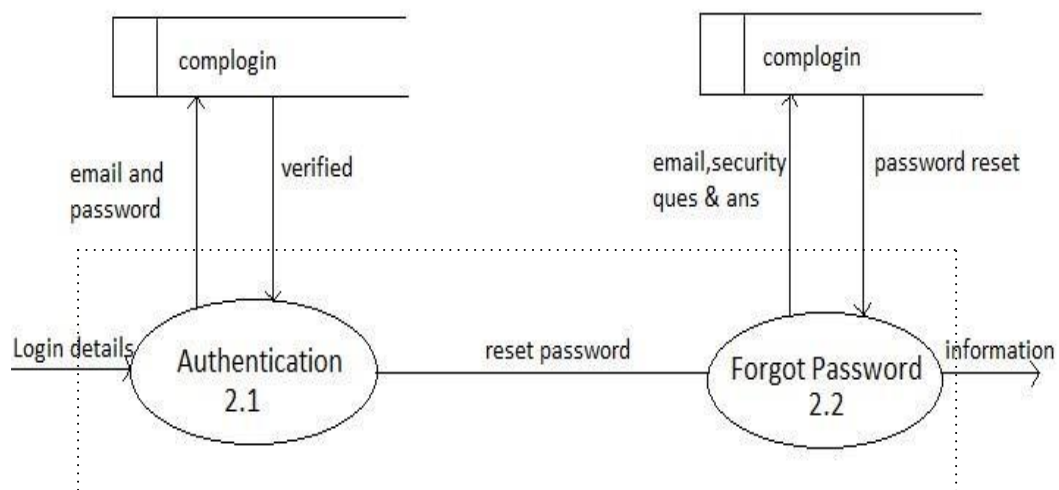 complogin
complogin
email and
password
verified
email,security
ques & ans
password reset
Login details
Authentication
2.1
reset password
Forgot Password
2.2
information